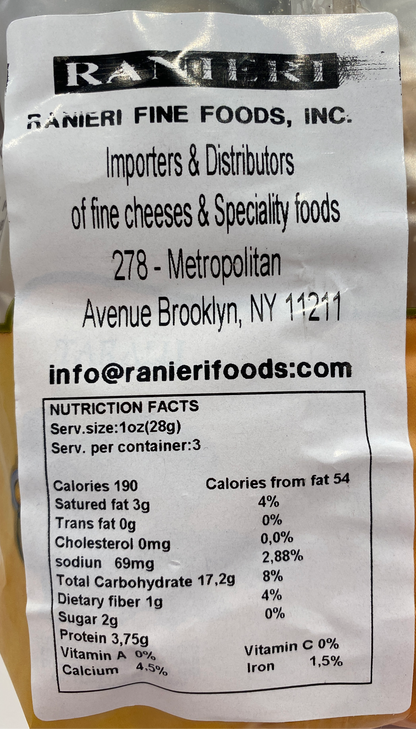 RANIERI
RANIERI FINE FOODS, INC.
Importers & Distributors
of fine cheeses & Speciality foods
278 - Metropolitan
Avenue Brooklyn, NY 11211
info@ranierifoods:com
NUTRICTION FACTS
Serv.size:1oz(28g)
Serv. per container:3
Calories 190 Calories from fat 54
Satured fat 3g 4%
Trans fat 0g 0%
Cholesterol 0mg 0,0%
sodiun 69mg 2,88%
Total Carbohydrate 17,2g 8%
Dietary fiber 1g 4%
Sugar 2g 0%
Protein 3,75g
Vitamin A 0% Vitamin C 0%
Calcium 4.5% Iron 1,5%